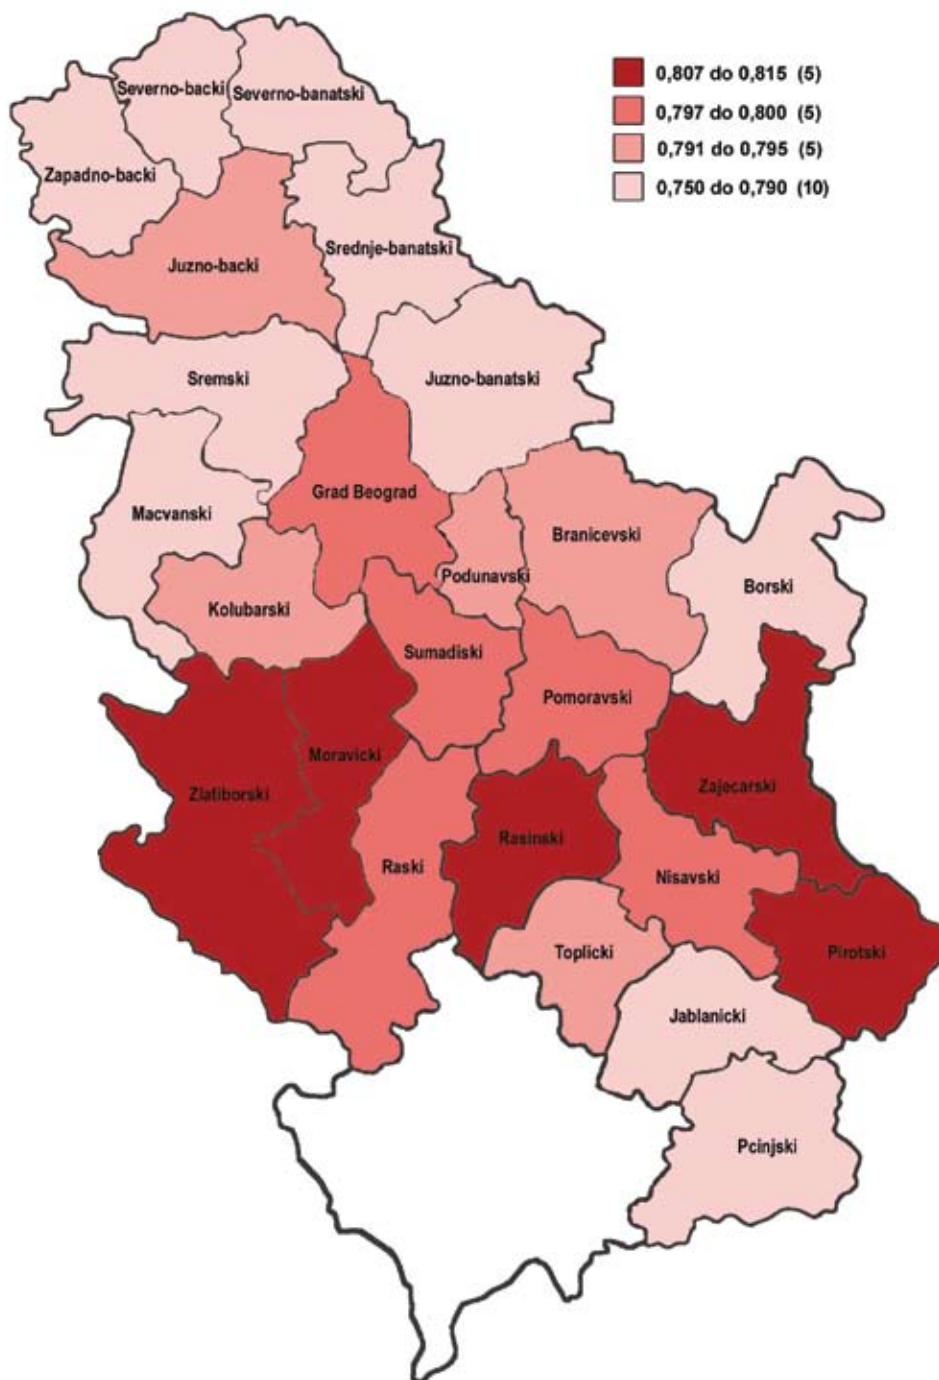 0,807 do 0,815 (5)
0,797 do 0,800 (5)
0,791 do 0,795 (5)
0,750 do 0,790 (10)
Severno-backi
Severno-banatski
Zapadno-backi
Srednje-banatski
Juzno-backi
Sremski
Juzno-banatski
Grad Beograd
Macvanski
Branicevski
Podunavski
Borski
Kolubarski
Sumadiski
Pomoravski
Moravicki
Zlatiborski
Zajecarski
Rasinski
Raski
Nisavski
Toplicki
Pirotski
Jablanicki
Pcinjski